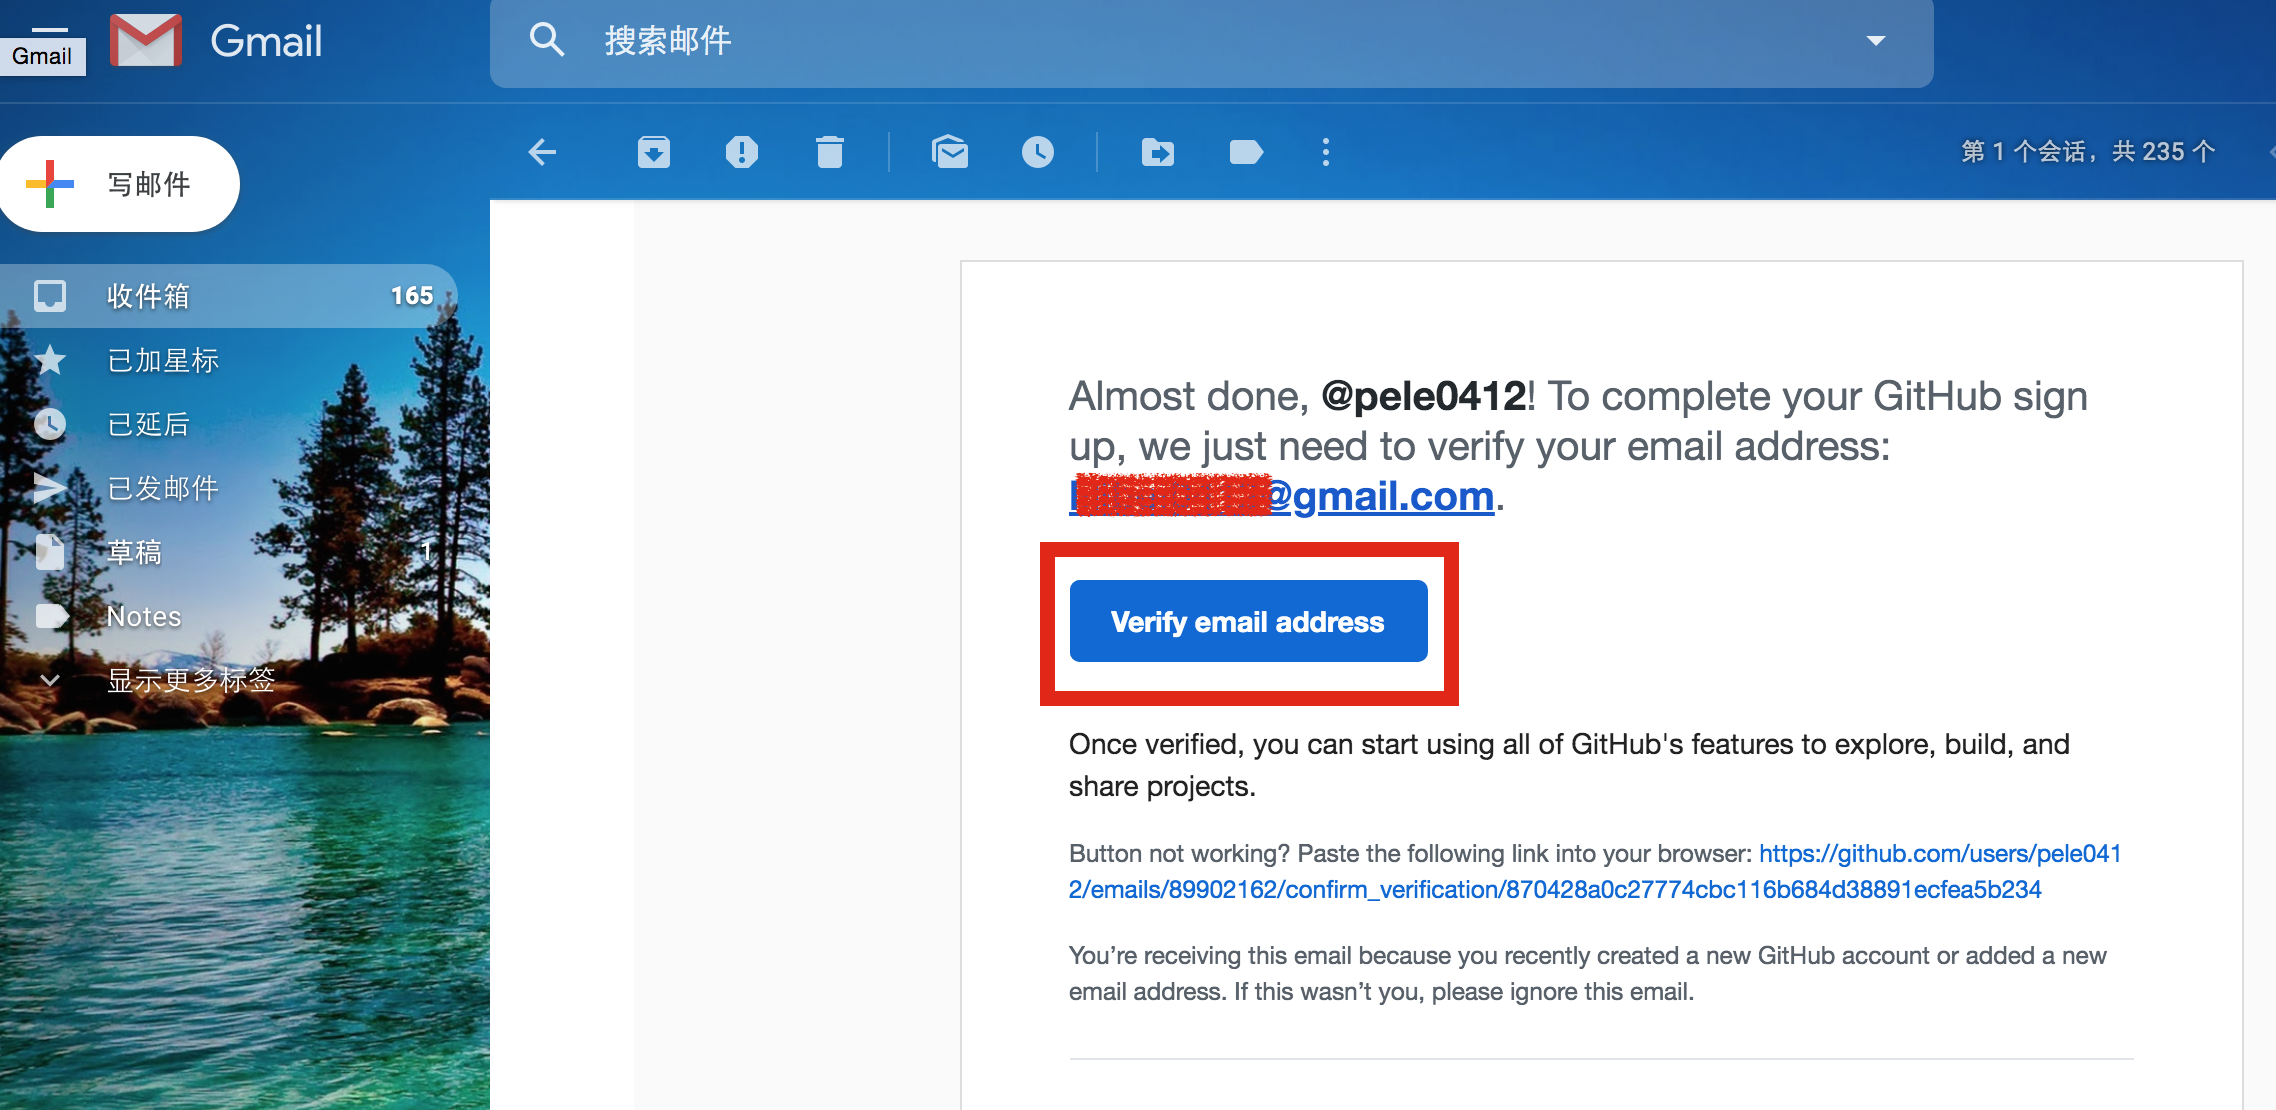 Gmail
Gmail
搜索邮件
写邮件
第 1 个会话，共 235 个
收件箱 165
已加星标
已延后
已发邮件
草稿 1
Notes
显示更多标签
Almost done, @pele0412! To complete your GitHub sign
up, we just need to verify your email address:
@gmail.com.
Verify email address
Once verified, you can start using all of GitHub's features to explore, build, and
share projects.
Button not working? Paste the following link into your browser: https://github.com/users/pele041
2/emails/89902162/confirm_verification/870428a0c27774cbc116b684d38891ecfea5b234
You’re receiving this email because you recently created a new GitHub account or added a new
email address. If this wasn’t you, please ignore this email.